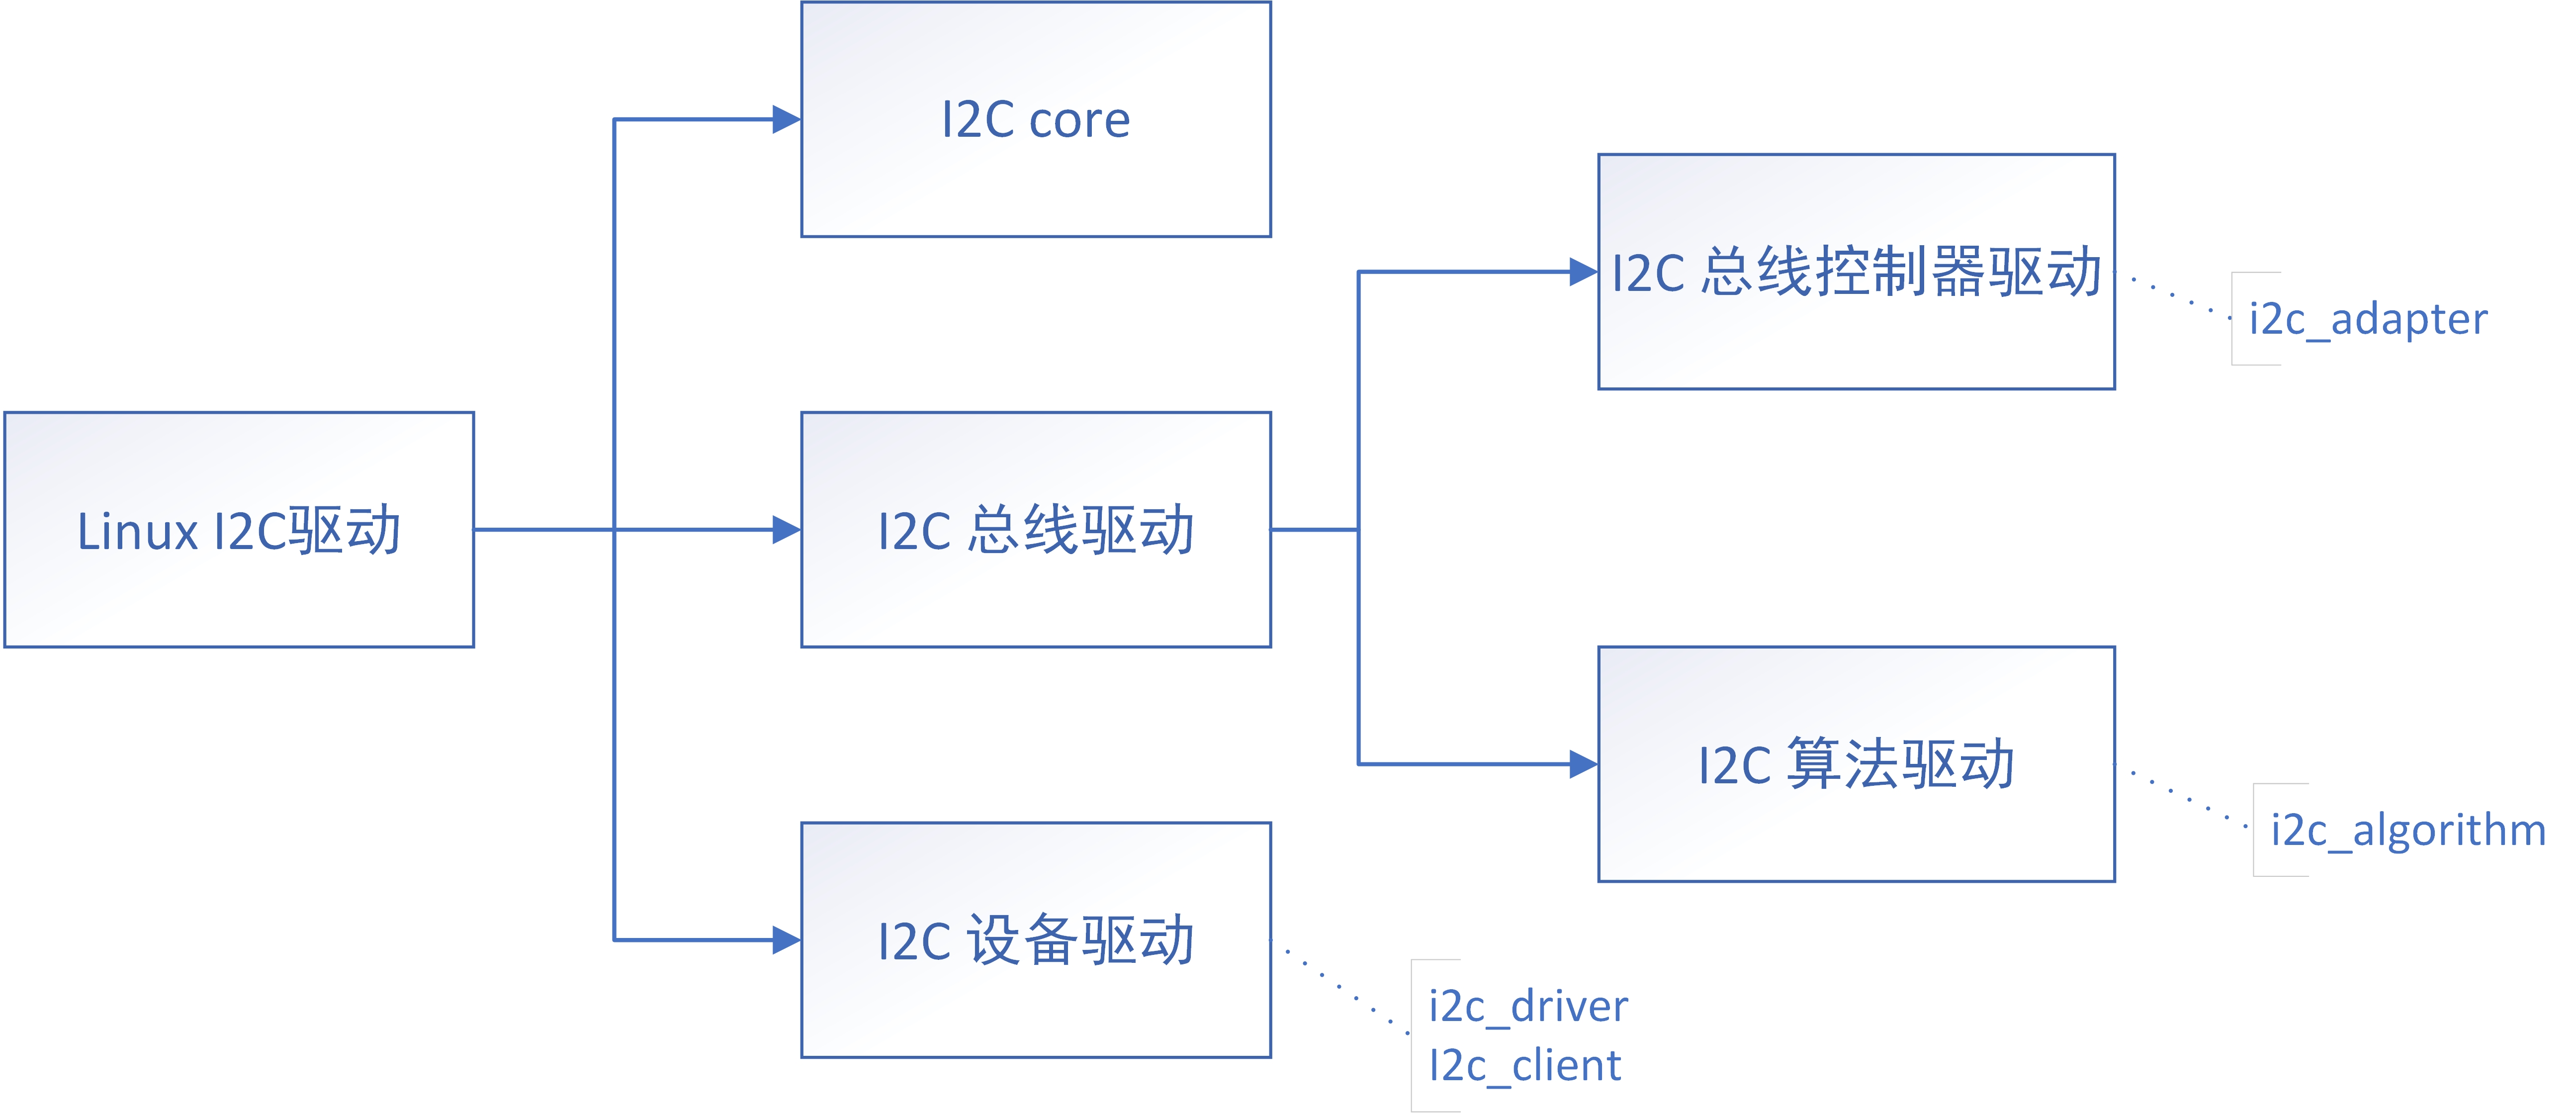 I2C core
I2C 总线控制器驱动
i2c_adapter
Linux I2C驱动
I2C 总线驱动
I2C 算法驱动
i2c_algorithm
I2C 设备驱动
i2c_driver
I2c_client